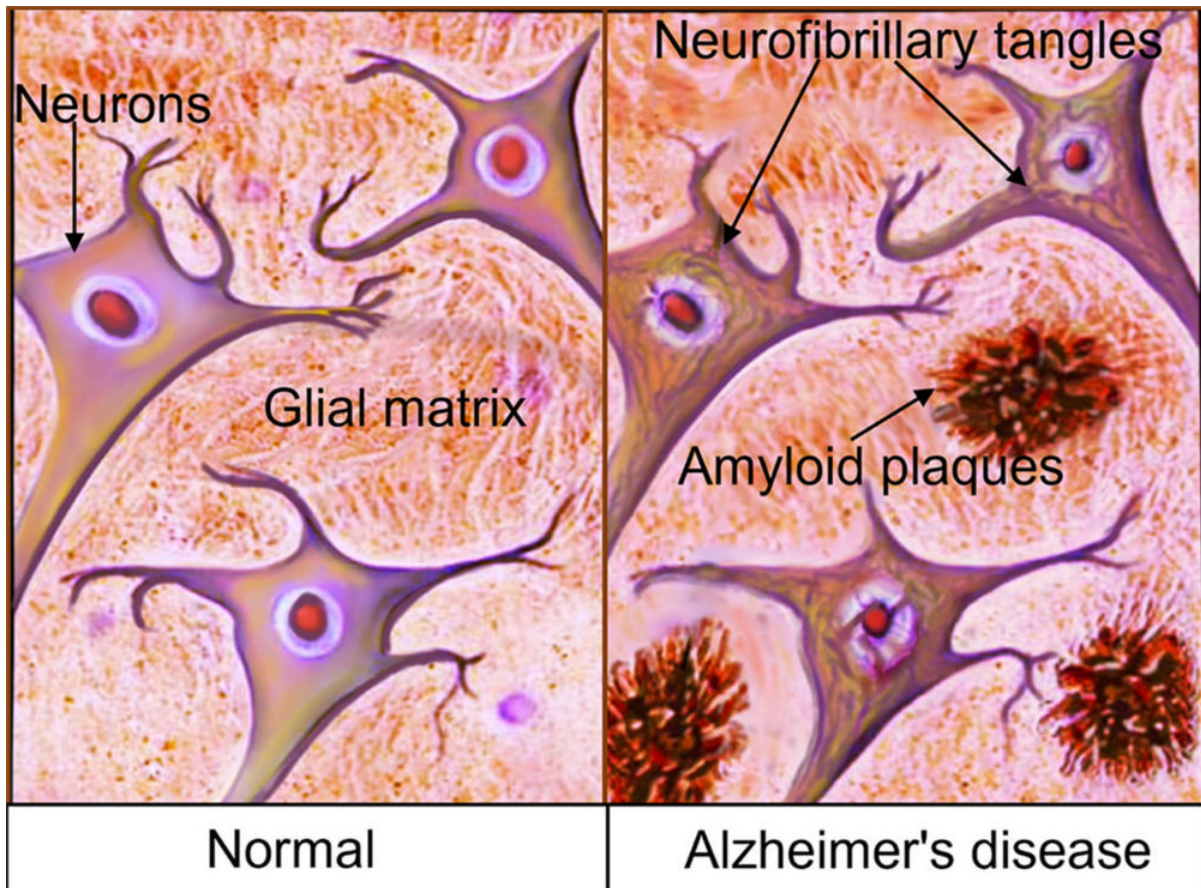 Neurons
Glial matrix
Neurofibrillary tangles
Amyloid plaques
Normal
Alzheimer's disease